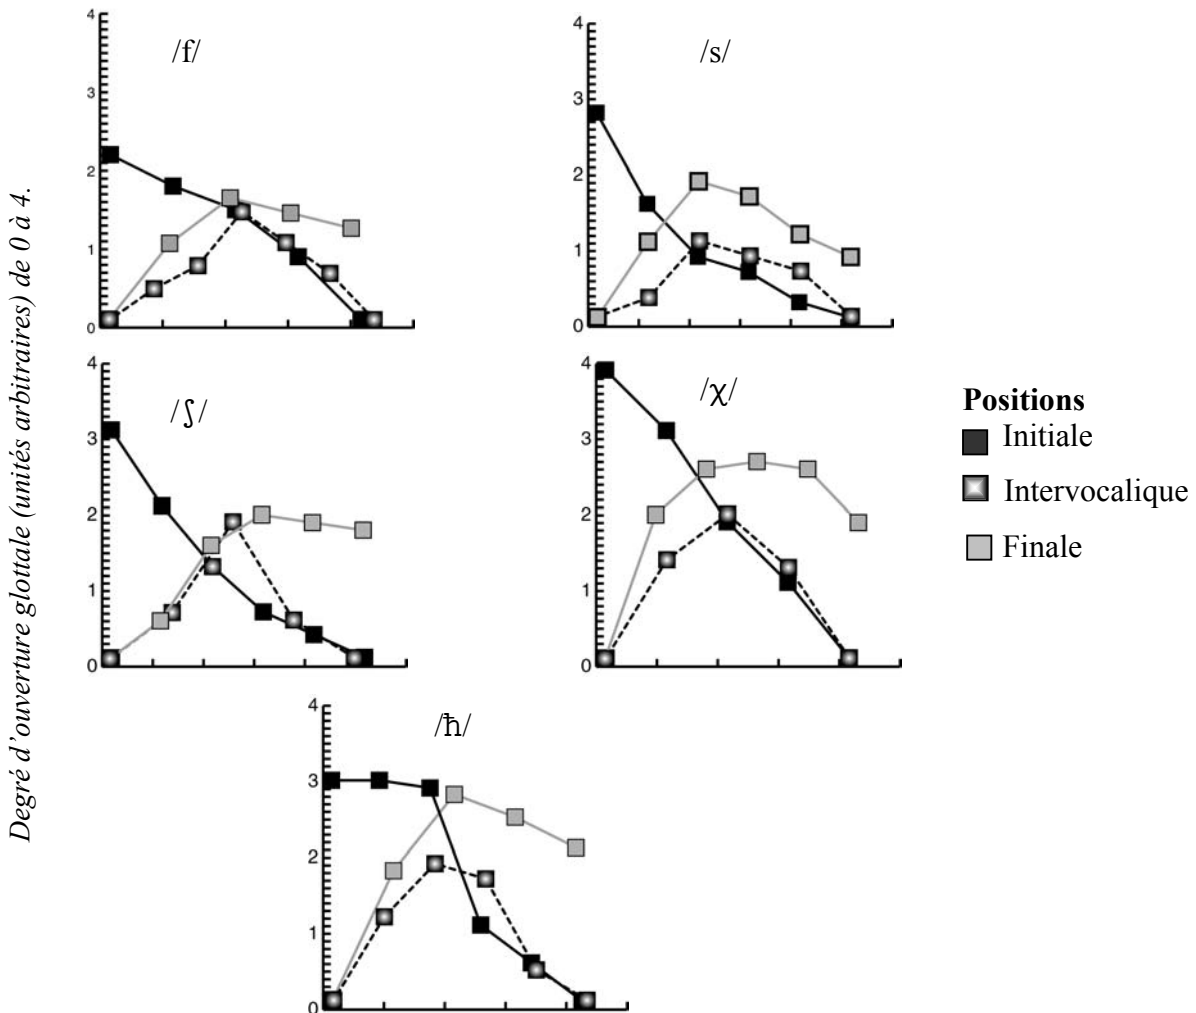 Degré d'ouverture glottale (unités arbitraires) de 0 à 4.
/f/
4
3
2
1
0
/s/
4
3
2
1
0
/ʃ/
4
3
2
1
0
/χ/
4
3
2
1
0
/ħ/
4
3
2
1
0
Positions
Initiale
Intervocalique
Finale